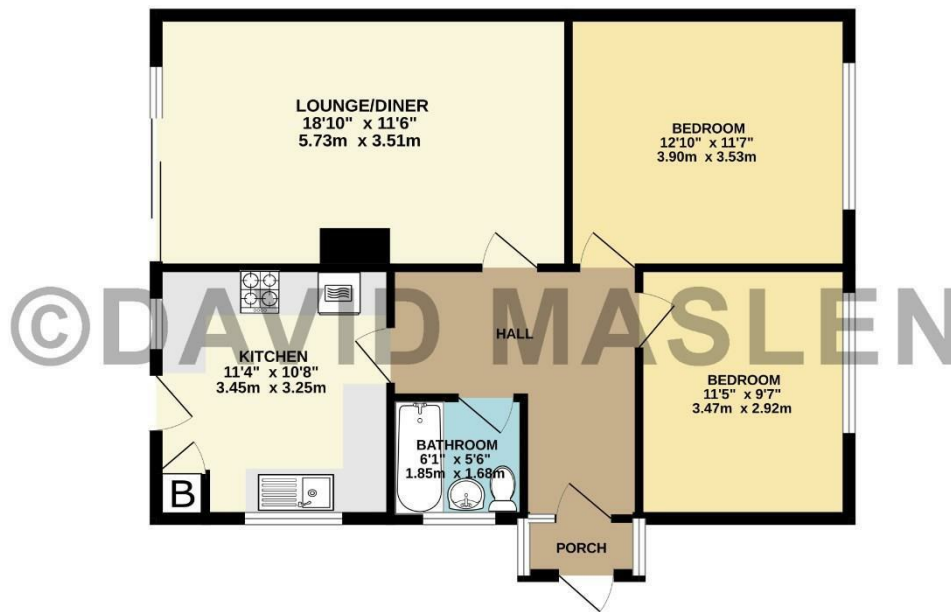 LOUNGE/DINER
18'10" x 11'6"
5.73m x 3.51m
BEDROOM
12'10" x 11'7"
3.90m x 3.53m
©DAVID MASLEN
HALL
KITCHEN
11'4" x 10'8"
3.45m x 3.25m
BEDROOM
11'5" x 9'7"
3.47m x 2.92m
BATHROOM
6'1" x 5'6"
1.85m x 1.68m
B
PORCH